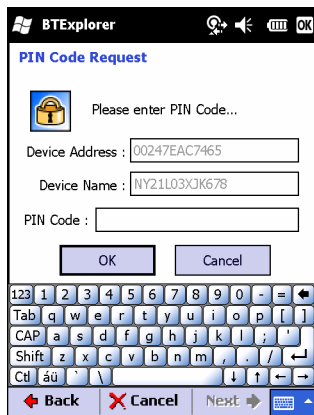 BTExplorer OK
PIN Code Request
Please enter PIN Code...
Device Address : 00247EAC7465
Device Name : NY21L03XJK678
PIN Code :
OK Cancel
123 1 2 3 4 5 6 7 8 9 0 - =
Tab q w e r t y u i o p [ ]
CAP a s d f g h j k l ; '
Shift z x c v b n m , . /
Ctl áü ` \
Back Cancel Next